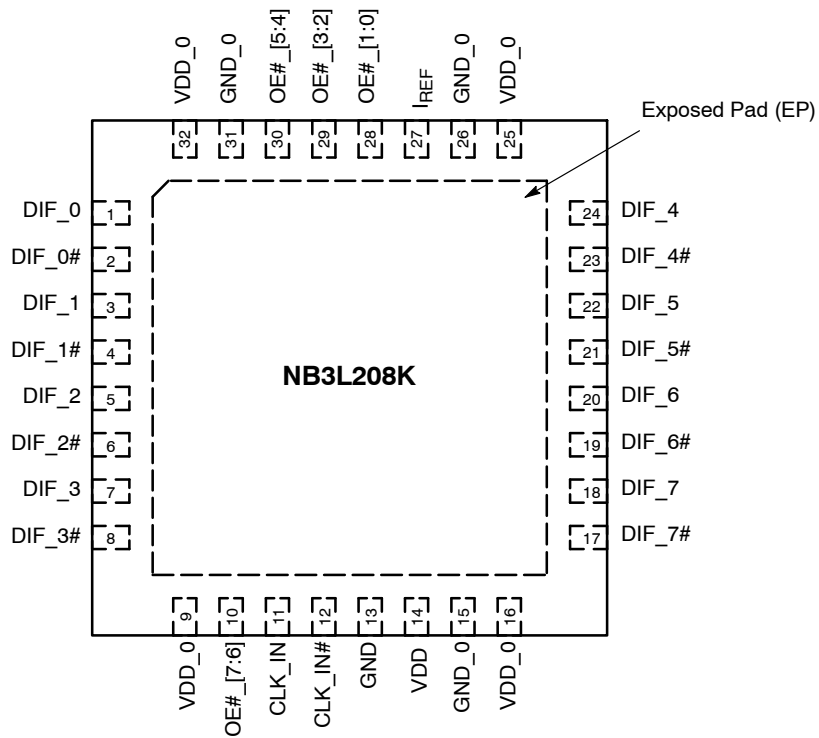 VDD_0
GND_0
OE#_[5:4]
OE#_[3:2]
OE#_[1:0]
IREF
GND_0
VDD_0
32
31
30
29
28
27
26
25
Exposed Pad (EP)
DIF_0 1
DIF_0# 2
DIF_1 3
DIF_1# 4
DIF_2 5
DIF_2# 6
DIF_3 7
DIF_3# 8
NB3L208K
24 DIF_4
23 DIF_4#
22 DIF_5
21 DIF_5#
20 DIF_6
19 DIF_6#
18 DIF_7
17 DIF_7#
9
10
11
12
13
14
15
16
VDD_0
OE#_[7:6]
CLK_IN
CLK_IN#
GND
VDD
GND_0
VDD_0